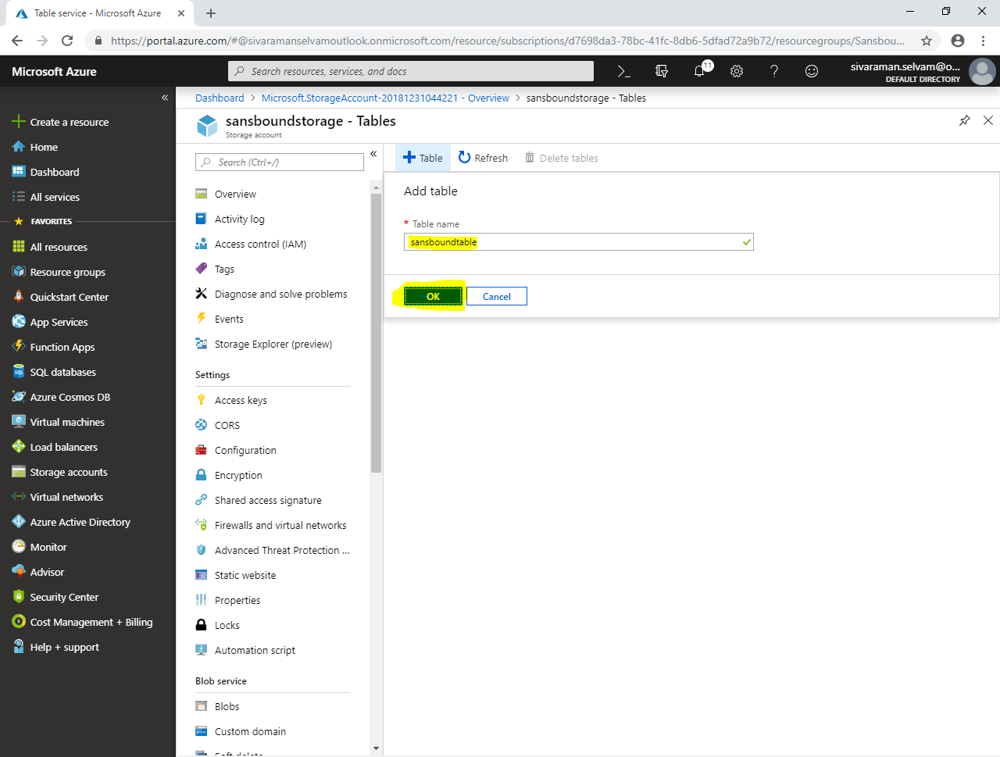 Table service - Microsoft Azure
https://portal.azure.com/#@sivaramanselvamoutlook.onmicrosoft.com/resource/subscriptions/d7698da3-78bc-41fc-8db6-5dfad72a9b72/resourcegroups/Sansbou...
Microsoft Azure
Search resources, services, and docs
11
sivaraman.selvam@o...
DEFAULT DIRECTORY
Create a resource
Home
Dashboard
All services
FAVORITES
All resources
Resource groups
Quickstart Center
App Services
Function Apps
SQL databases
Azure Cosmos DB
Virtual machines
Load balancers
Storage accounts
Virtual networks
Azure Active Directory
Monitor
Advisor
Security Center
Cost Management + Billing
Help + support
Dashboard > Microsoft.StorageAccount-20181231044221 - Overview > sansboundstorage - Tables
sansboundstorage - Tables
Storage account
Search (Ctrl+/)
Overview
Activity log
Access control (IAM)
Tags
Diagnose and solve problems
Events
Storage Explorer (preview)
Settings
Access keys
CORS
Configuration
Encryption
Shared access signature
Firewalls and virtual networks
Advanced Threat Protection ...
Static website
Properties
Locks
Automation script
Blob service
Blobs
Custom domain
Soft delete
Table Refresh Delete tables
Add table
* Table name
sansboundtable
OK Cancel